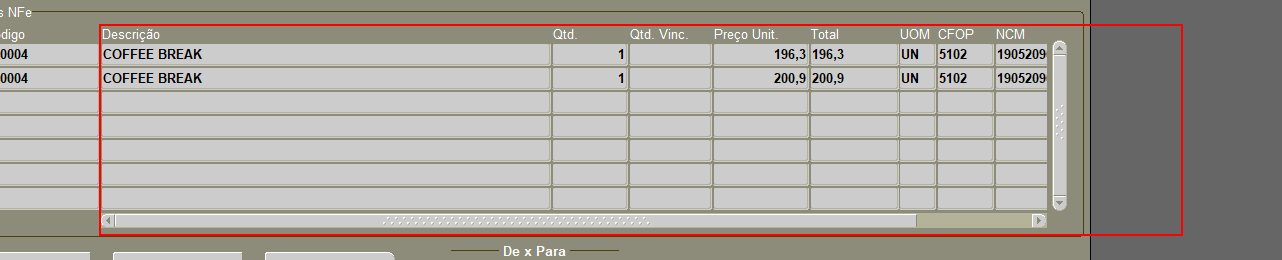 s NFe
ódigo Descrição Qtd. Qtd. Vinc. Preço Unit. Total UOM CFOP NCM
0004 COFFEE BREAK 1 196,3 196,3 UN 5102 1905209
0004 COFFEE BREAK 1 200,9 200,9 UN 5102 1905209
De x Para